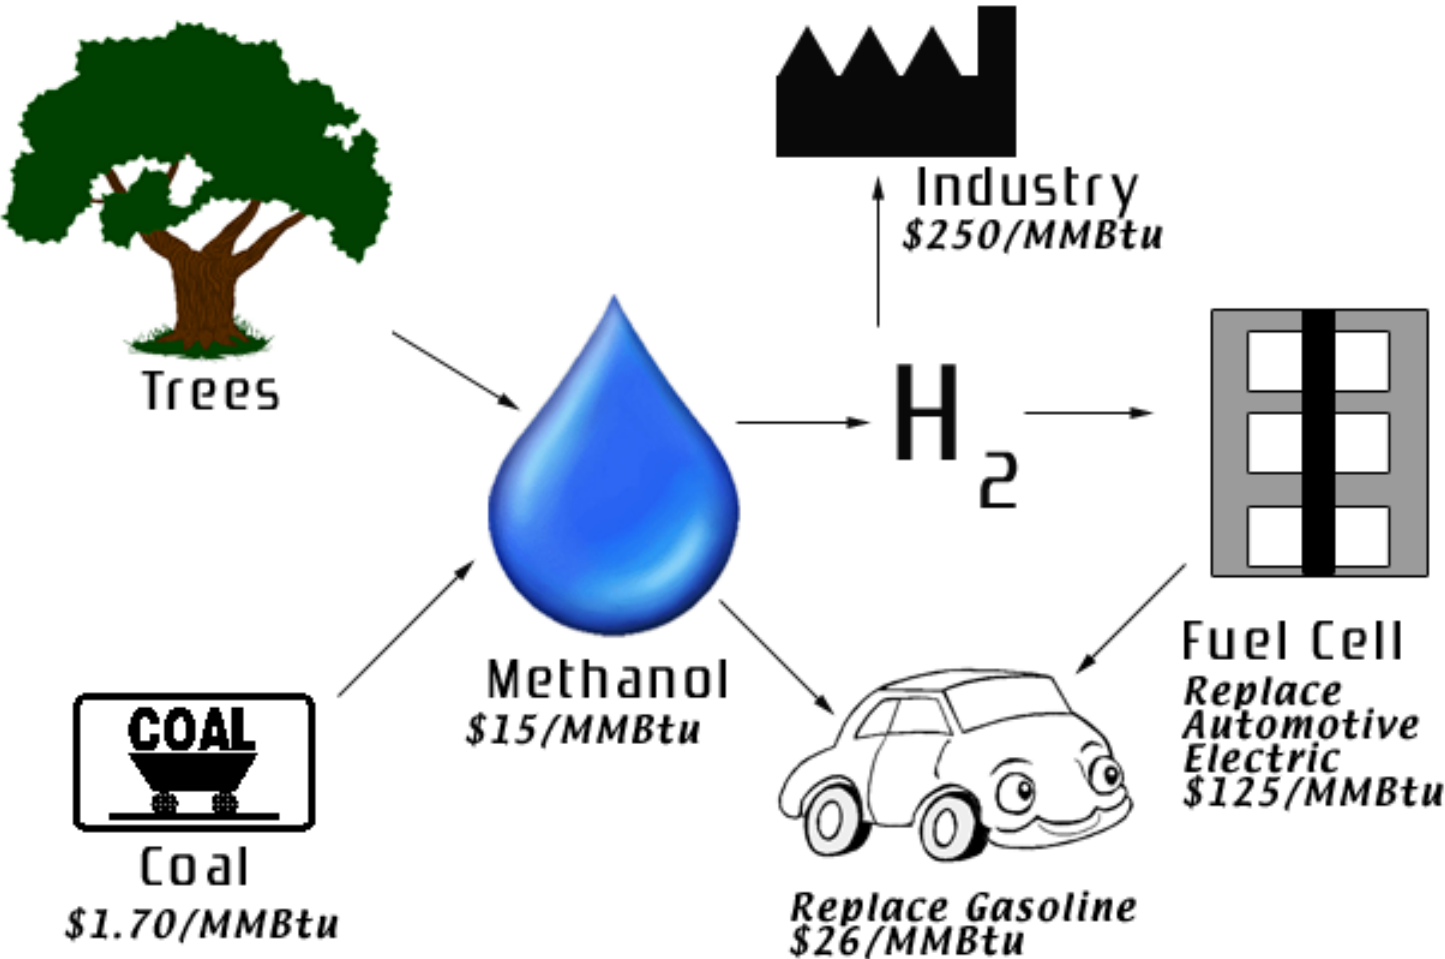 Industry
$250/MMBtu
Trees
H
2
Methanol
$15/MMBtu
Fuel Cell
Replace
Automotive
Electric
$125/MMBtu
COAL
Coal
$1.70/MMBtu
Replace Gasoline
$26/MMBtu